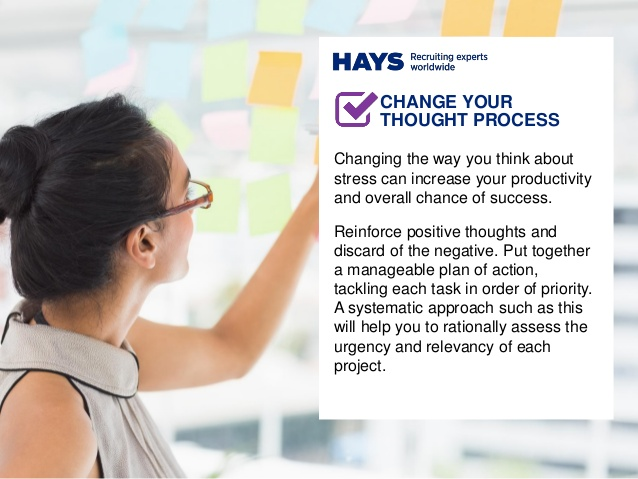 HAYS Recruiting experts
worldwide
CHANGE YOUR
THOUGHT PROCESS
Changing the way you think about
stress can increase your productivity
and overall chance of success.
Reinforce positive thoughts and
discard of the negative. Put together
a manageable plan of action,
tackling each task in order of priority.
A systematic approach such as this
will help you to rationally assess the
urgency and relevancy of each
project.